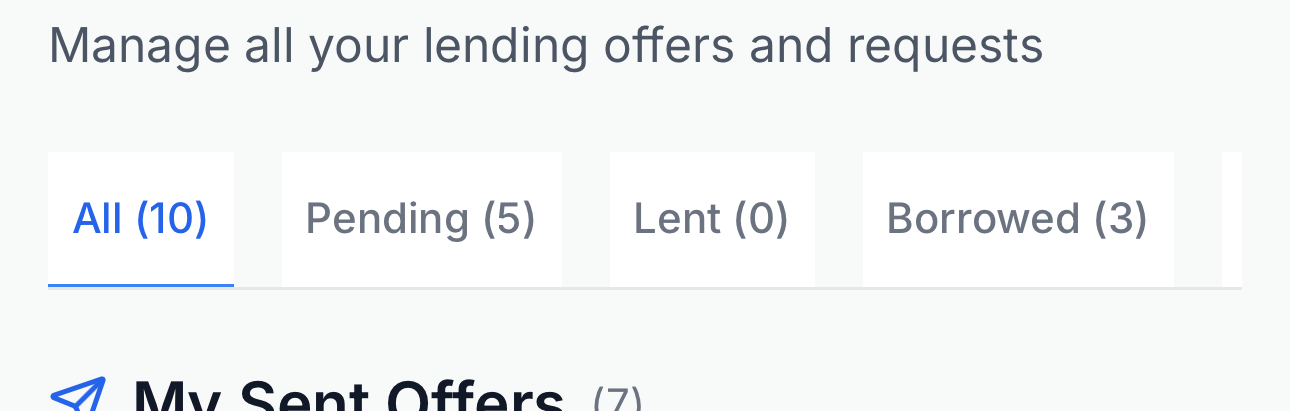 Manage all your lending offers and requests
All (10) Pending (5) Lent (0) Borrowed (3)
My Sent Offers (7)